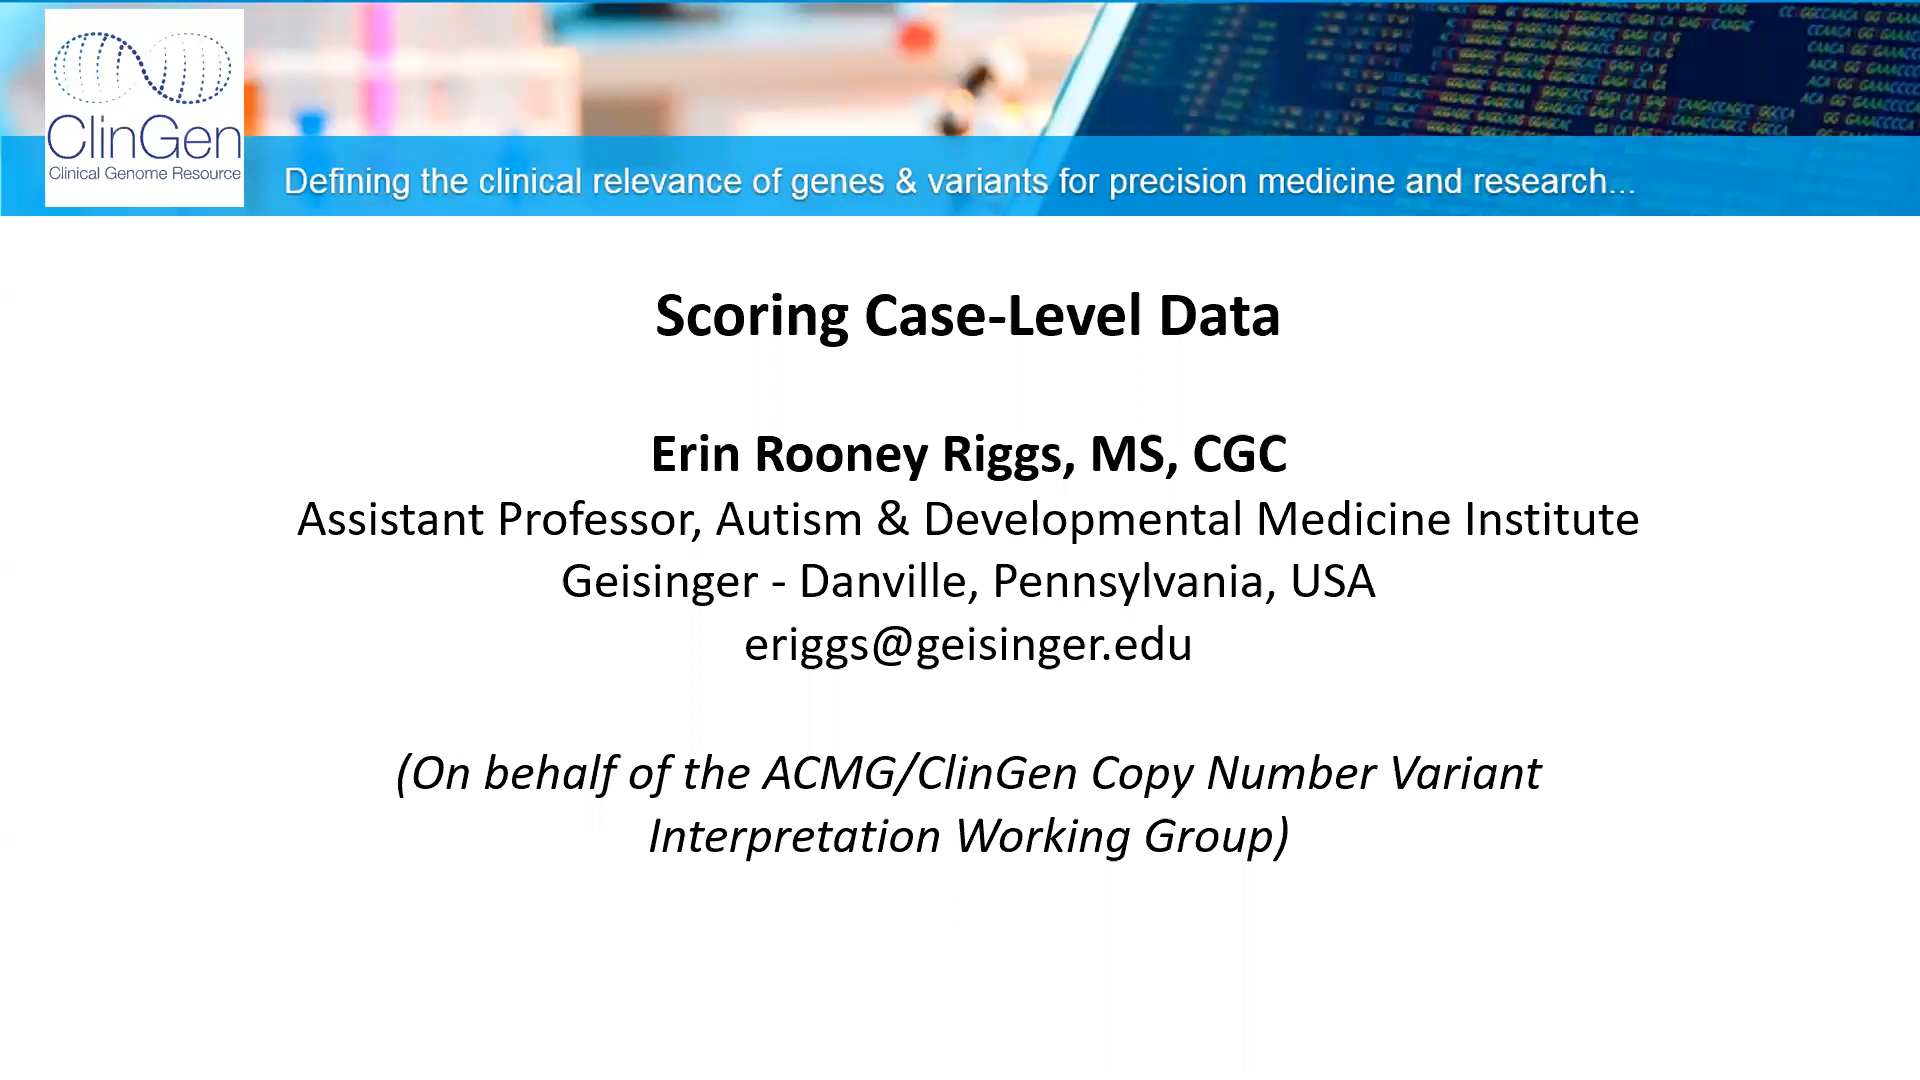 ClinGen
Clinical Genome Resource
Defining the clinical relevance of genes & variants for precision medicine and research...
Scoring Case-Level Data
Erin Rooney Riggs, MS, CGC
Assistant Professor, Autism & Developmental Medicine Institute
Geisinger - Danville, Pennsylvania, USA
eriggs@geisinger.edu
(On behalf of the ACMG/ClinGen Copy Number Variant
Interpretation Working Group)